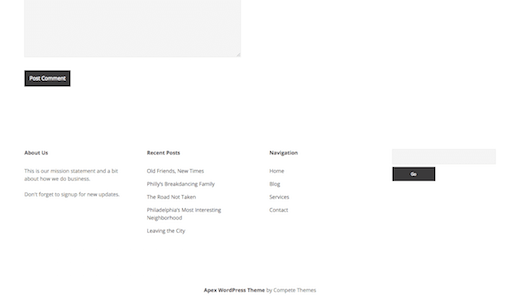 Post Comment
About Us
This is our mission statement and a bit
about how we do business.
Don't forget to signup for new updates.
Recent Posts
Old Friends, New Times
Philly's Breakdancing Family
The Road Not Taken
Philadelphia's Most Interesting
Neighborhood
Leaving the City
Navigation
Home
Blog
Services
Contact
Go
Apex WordPress Theme by Compete Themes